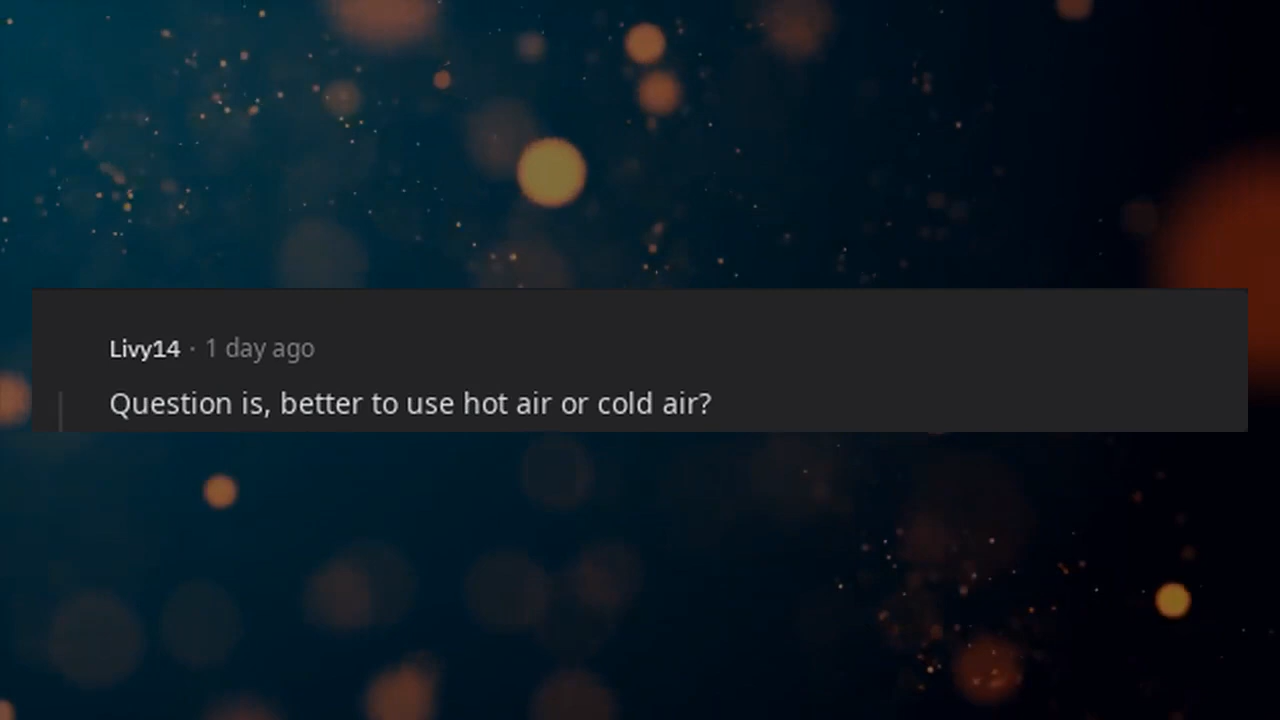 Livy14 · 1 day ago
Question is, better to use hot air or cold air?